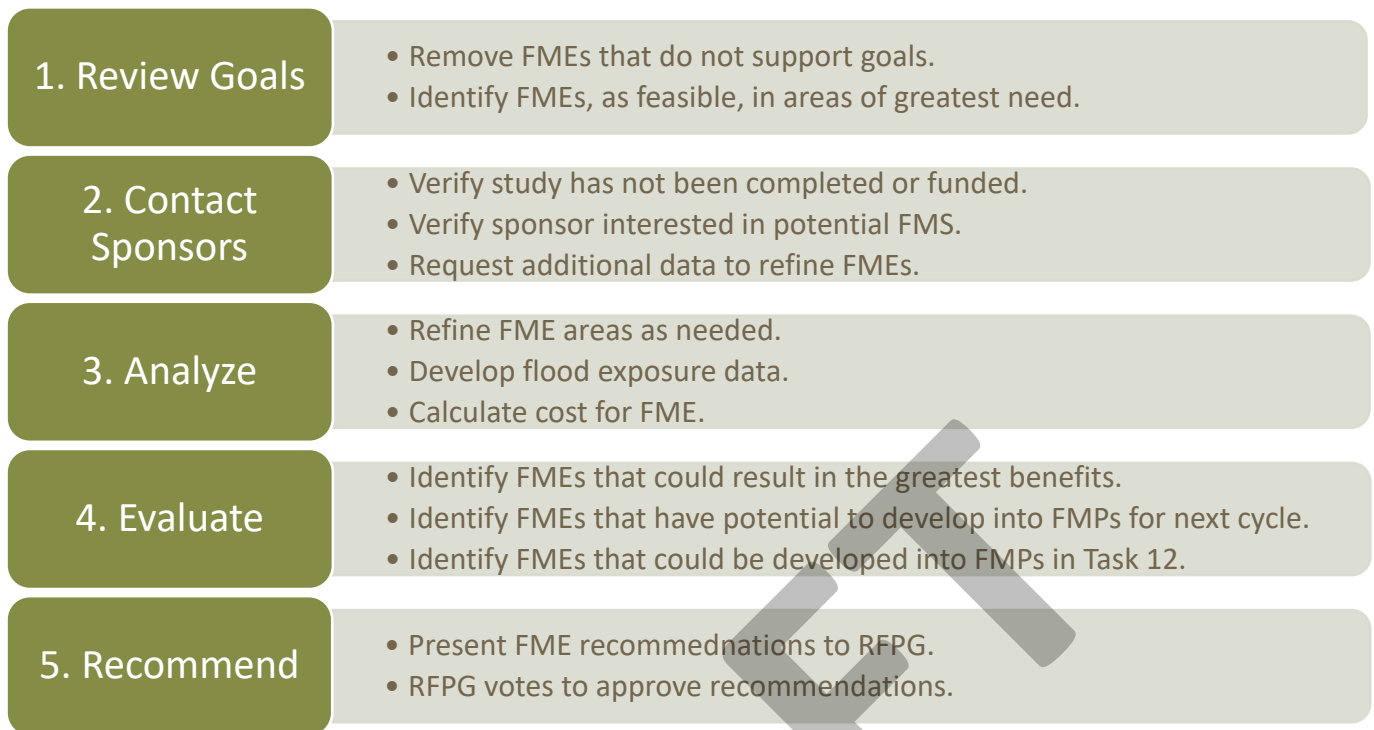 1. Review Goals
• Remove FMEs that do not support goals.
• Identify FMEs, as feasible, in areas of greatest need.
2. Contact
Sponsors
• Verify study has not been completed or funded.
• Verify sponsor interested in potential FMS.
• Request additional data to refine FMEs.
3. Analyze
• Refine FME areas as needed.
• Develop flood exposure data.
• Calculate cost for FME.
4. Evaluate
• Identify FMEs that could result in the greatest benefits.
• Identify FMEs that have potential to develop into FMPs for next cycle.
• Identify FMEs that could be developed into FMPs in Task 12.
5. Recommend
• Present FME recommednations to RFPG.
• RFPG votes to approve recommendations.